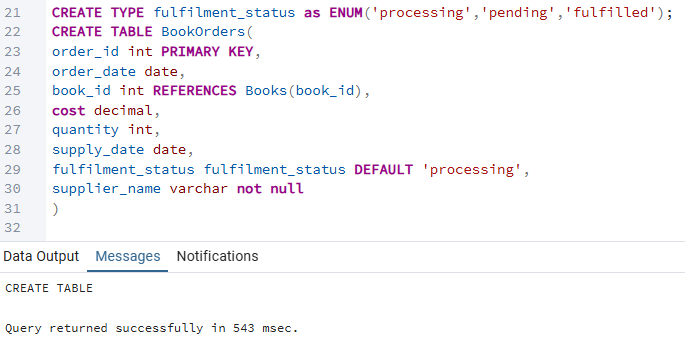 21 CREATE TYPE fulfilment_status as ENUM('processing','pending','fulfilled');
22 CREATE TABLE BookOrders(
23 order_id int PRIMARY KEY,
24 order_date date,
25 book_id int REFERENCES Books(book_id),
26 cost decimal,
27 quantity int,
28 supply_date date,
29 fulfilment_status fulfilment_status DEFAULT 'processing',
30 supplier_name varchar not null
31 )
32
Data Output Messages Notifications
CREATE TABLE
Query returned successfully in 543 msec.